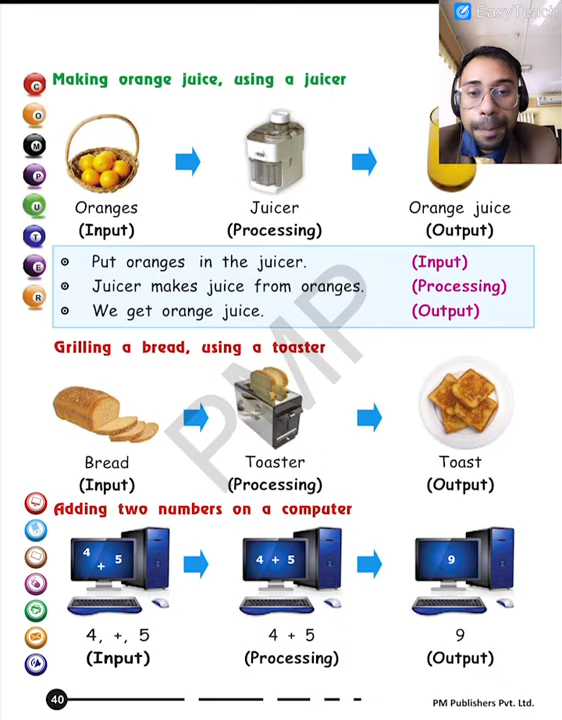 EasyTeach
Making orange juice, using a juicer
C
O
M
P
U
T
E
R
Oranges
(Input)
Juicer
(Processing)
Orange juice
(Output)
Put oranges in the juicer. (Input)
Juicer makes juice from oranges. (Processing)
We get orange juice. (Output)
PMP
Grilling a bread, using a toaster
Bread
(Input)
Toaster
(Processing)
Toast
(Output)
Adding two numbers on a computer
4
+
5
4 + 5
9
4, +, 5
(Input)
4 + 5
(Processing)
9
(Output)
40
PM Publishers Pvt. Ltd.